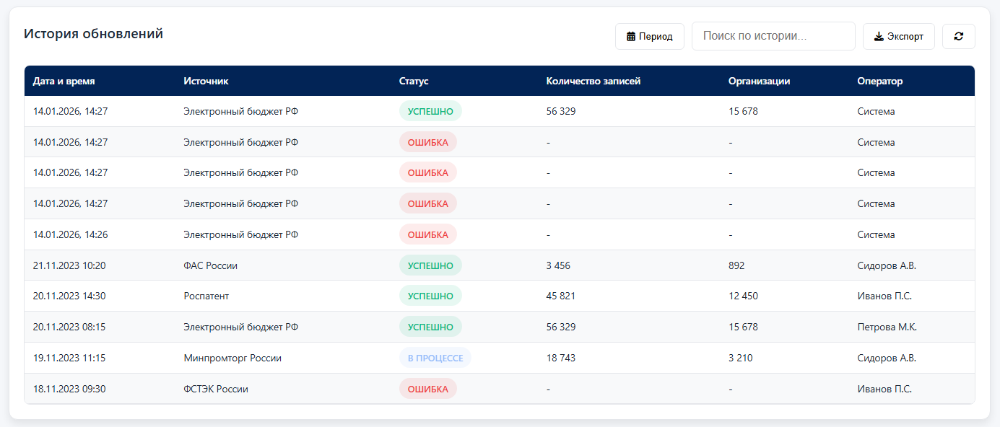 История обновлений
Период
Поиск по истории...
Экспорт
Дата и время Источник Статус Количество записей Организации Оператор
14.01.2026, 14:27 Электронный бюджет РФ УСПЕШНО 56 329 15 678 Система
14.01.2026, 14:27 Электронный бюджет РФ ОШИБКА - - Система
14.01.2026, 14:27 Электронный бюджет РФ ОШИБКА - - Система
14.01.2026, 14:27 Электронный бюджет РФ ОШИБКА - - Система
14.01.2026, 14:26 Электронный бюджет РФ ОШИБКА - - Система
21.11.2023 10:20 ФАС России УСПЕШНО 3 456 892 Сидоров А.В.
20.11.2023 14:30 Роспатент УСПЕШНО 45 821 12 450 Иванов П.С.
20.11.2023 08:15 Электронный бюджет РФ УСПЕШНО 56 329 15 678 Петрова М.К.
19.11.2023 11:15 Минпромторг России В ПРОЦЕССЕ 18 743 3 210 Сидоров А.В.
18.11.2023 09:30 ФСТЭК России ОШИБКА - - Иванов П.С.